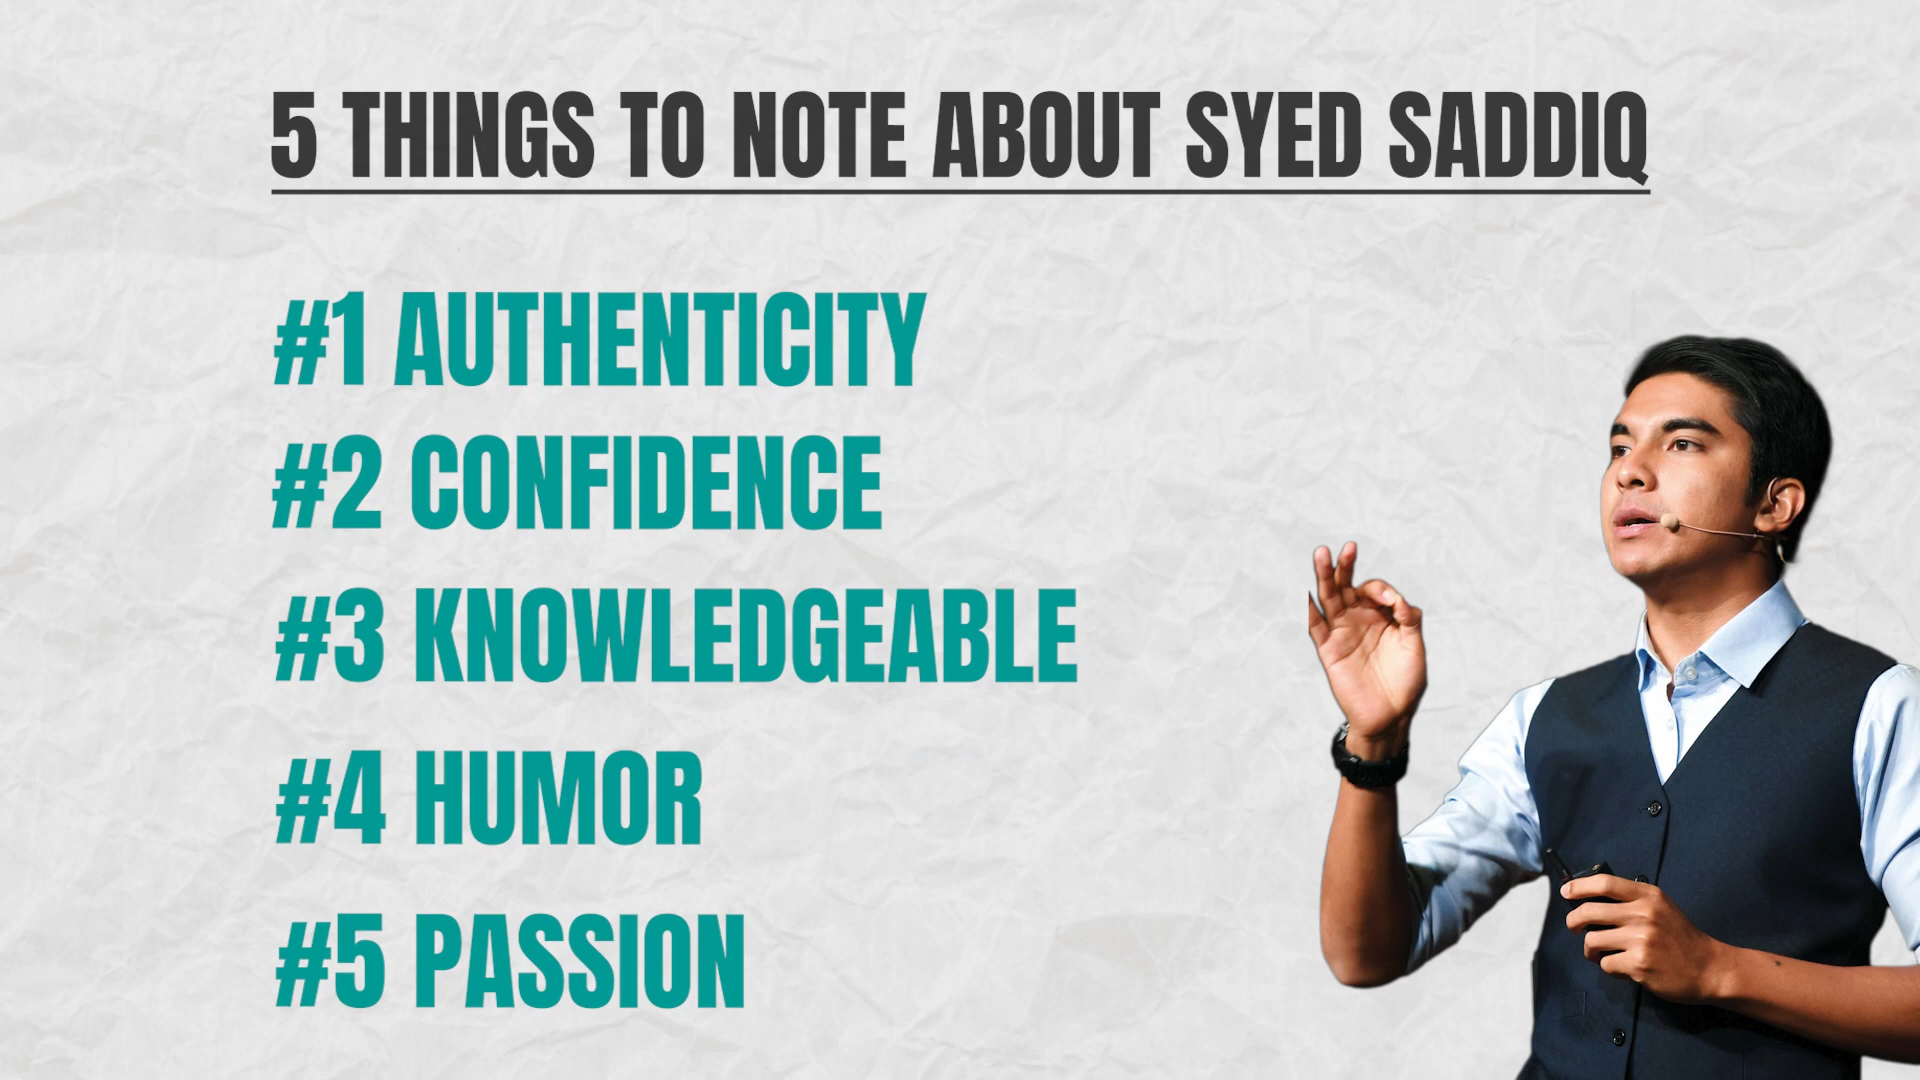 5 THINGS TO NOTE ABOUT SYED SADDIQ
#1 AUTHENTICITY
#2 CONFIDENCE
#3 KNOWLEDGEABLE
#4 HUMOR
#5 PASSION